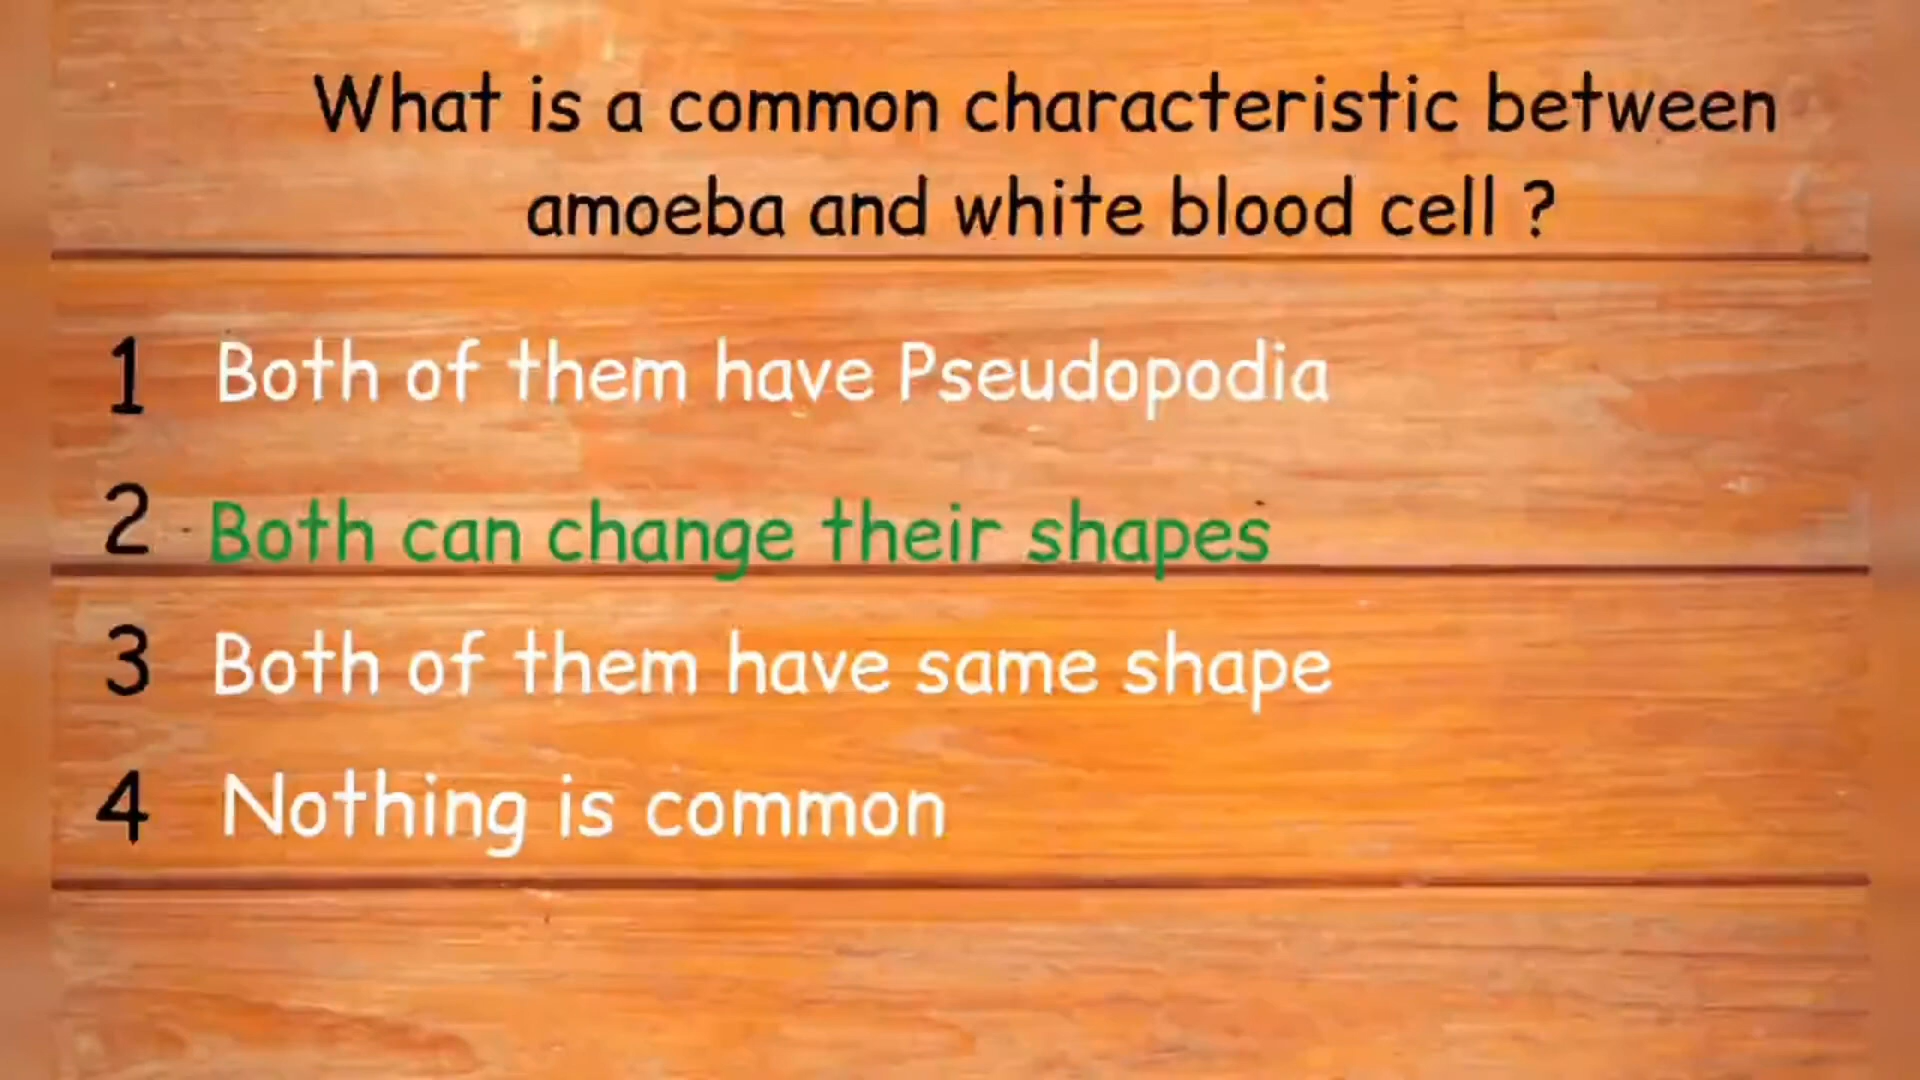 What is a common characteristic between
amoeba and white blood cell ?
1 Both of them have Pseudopodia
2 Both can change their shapes
3 Both of them have same shape
4 Nothing is common